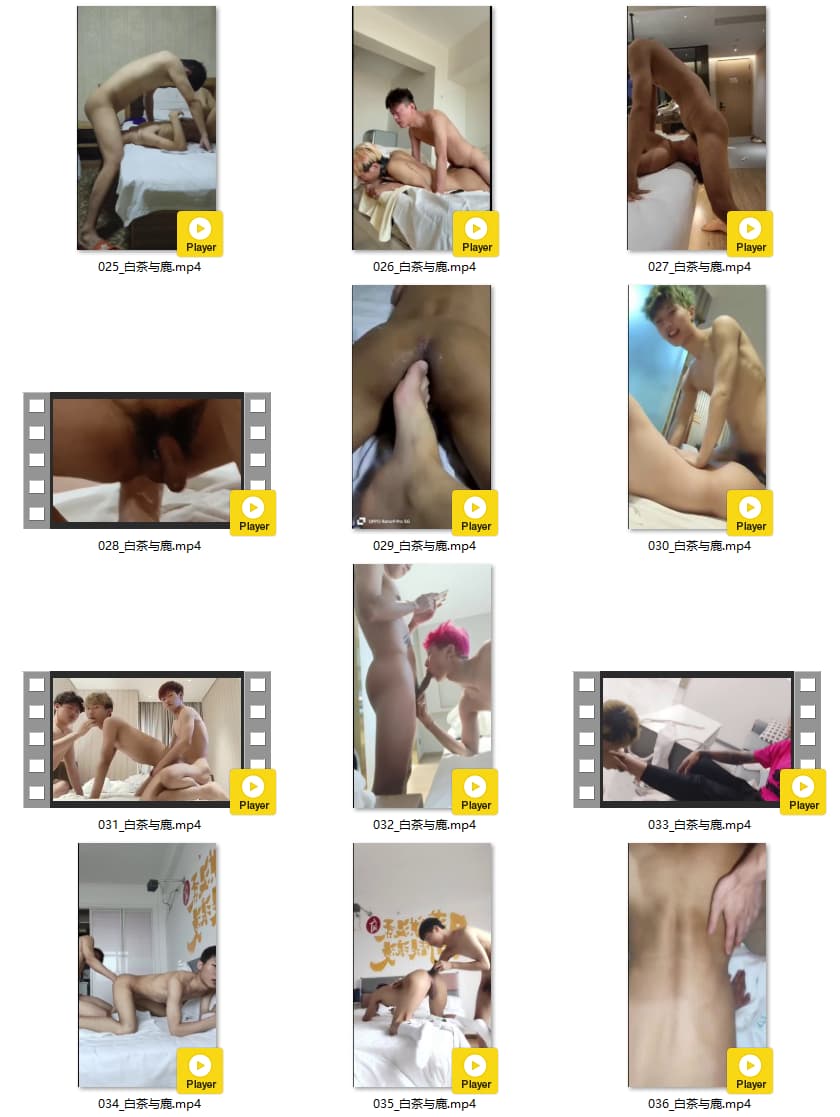 Player
Player
Player
025_白茶与鹿.mp4
026_白茶与鹿.mp4
027_白茶与鹿.mp4
OPPO Reno9 Pro 5G
Player
Player
Player
028_白茶与鹿.mp4
029_白茶与鹿.mp4
030_白茶与鹿.mp4
Player
Player
Player
031_白茶与鹿.mp4
032_白茶与鹿.mp4
033_白茶与鹿.mp4
Player
Player
Player
034_白茶与鹿.mp4
035_白茶与鹿.mp4
036_白茶与鹿.mp4